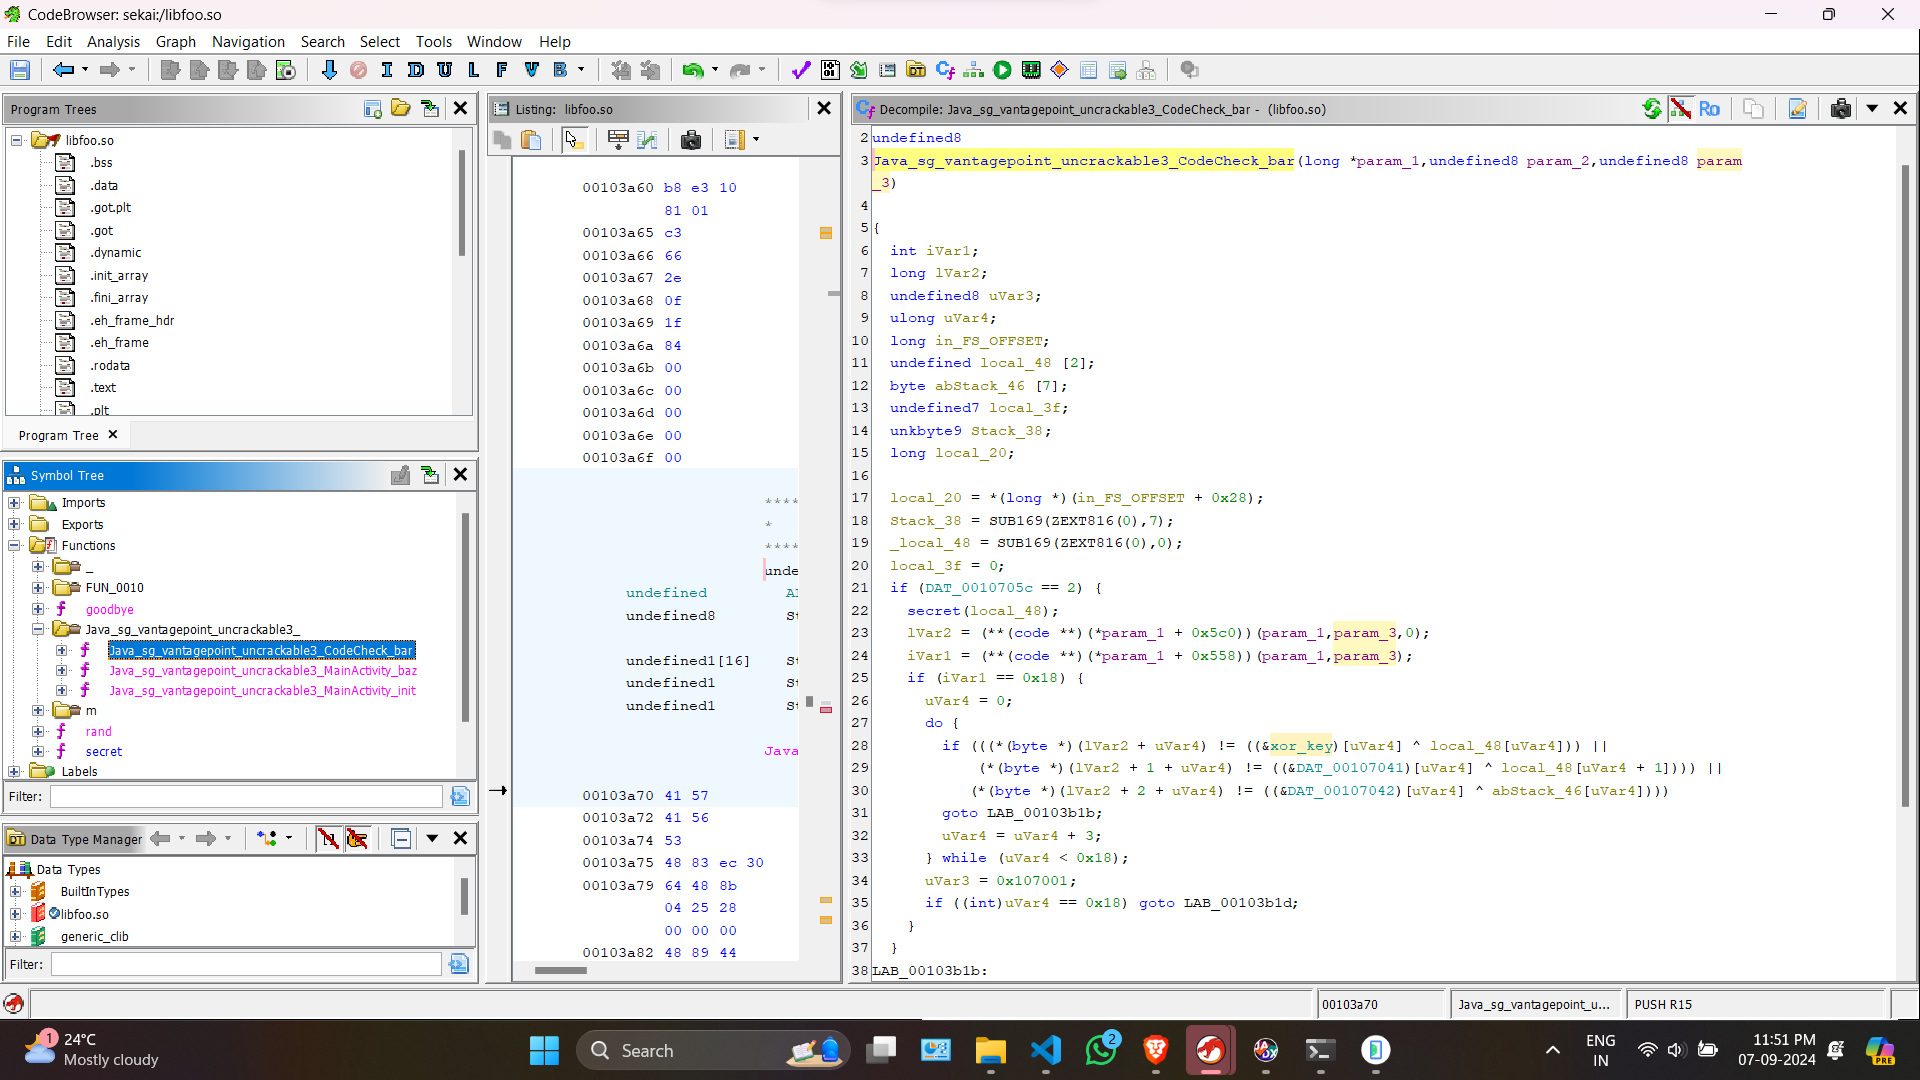 CodeBrowser: sekai:/libfoo.so
File Edit Analysis Graph Navigation Search Select Tools Window Help
I D U L F V B
Program Trees
libfoo.so
.bss
.data
.got.plt
.got
.dynamic
.init_array
.fini_array
.eh_frame_hdr
.eh_frame
.rodata
.text
.plt
Program Tree
Symbol Tree
Imports
Exports
Functions
_
FUN_0010
goodbye
Java_sg_vantagepoint_uncrackable3_
Java_sg_vantagepoint_uncrackable3_CodeCheck_bar
Java_sg_vantagepoint_uncrackable3_MainActivity_baz
Java_sg_vantagepoint_uncrackable3_MainActivity_init
m
rand
secret
Labels
Filter:
Data Type Manager
Data Types
BuiltInTypes
libfoo.so
generic_clib
Filter:
Listing: libfoo.so
00103a60 b8 e3 10
81 01
00103a65 c3
00103a66 66
00103a67 2e
00103a68 0f
00103a69 1f
00103a6a 84
00103a6b 00
00103a6c 00
00103a6d 00
00103a6e 00
00103a6f 00
****
*
****
unde
undefined Al
undefined8 St
undefined1[16] St
undefined1 St
undefined1 St
Java
00103a70 41 57
00103a72 41 56
00103a74 53
00103a75 48 83 ec 30
00103a79 64 48 8b
04 25 28
00 00 00
00103a82 48 89 44
Decompile: Java_sg_vantagepoint_uncrackable3_CodeCheck_bar - (libfoo.so)
Ro
2 undefined8
3 Java_sg_vantagepoint_uncrackable3_CodeCheck_bar(long *param_1,undefined8 param_2,undefined8 param
_3)
4
5 {
6 int iVar1;
7 long lVar2;
8 undefined8 uVar3;
9 ulong uVar4;
10 long in_FS_OFFSET;
11 undefined local_48 [2];
12 byte abStack_46 [7];
13 undefined7 local_3f;
14 unkbyte9 Stack_38;
15 long local_20;
16
17 local_20 = *(long *)(in_FS_OFFSET + 0x28);
18 Stack_38 = SUB169(ZEXT816(0),7);
19 _local_48 = SUB169(ZEXT816(0),0);
20 local_3f = 0;
21 if (DAT_0010705c == 2) {
22 secret(local_48);
23 lVar2 = (**(code **)(*param_1 + 0x5c0))(param_1,param_3,0);
24 iVar1 = (**(code **)(*param_1 + 0x558))(param_1,param_3);
25 if (iVar1 == 0x18) {
26 uVar4 = 0;
27 do {
28 if (((*(byte *)(lVar2 + uVar4) != ((&xor_key)[uVar4] ^ local_48[uVar4])) ||
29 (*(byte *)(lVar2 + 1 + uVar4) != ((&DAT_00107041)[uVar4] ^ local_48[uVar4 + 1]))) ||
30 (*(byte *)(lVar2 + 2 + uVar4) != ((&DAT_00107042)[uVar4] ^ abStack_46[uVar4])))
31 goto LAB_00103b1b;
32 uVar4 = uVar4 + 3;
33 } while (uVar4 < 0x18);
34 uVar3 = 0x107001;
35 if ((int)uVar4 == 0x18) goto LAB_00103b1d;
36 }
37 }
38 LAB_00103b1b:
00103a70
Java_sg_vantagepoint_u...
PUSH R15
1
24°C
Mostly cloudy
Search
2
ENG
IN
11:51 PM
07-09-2024
PRE